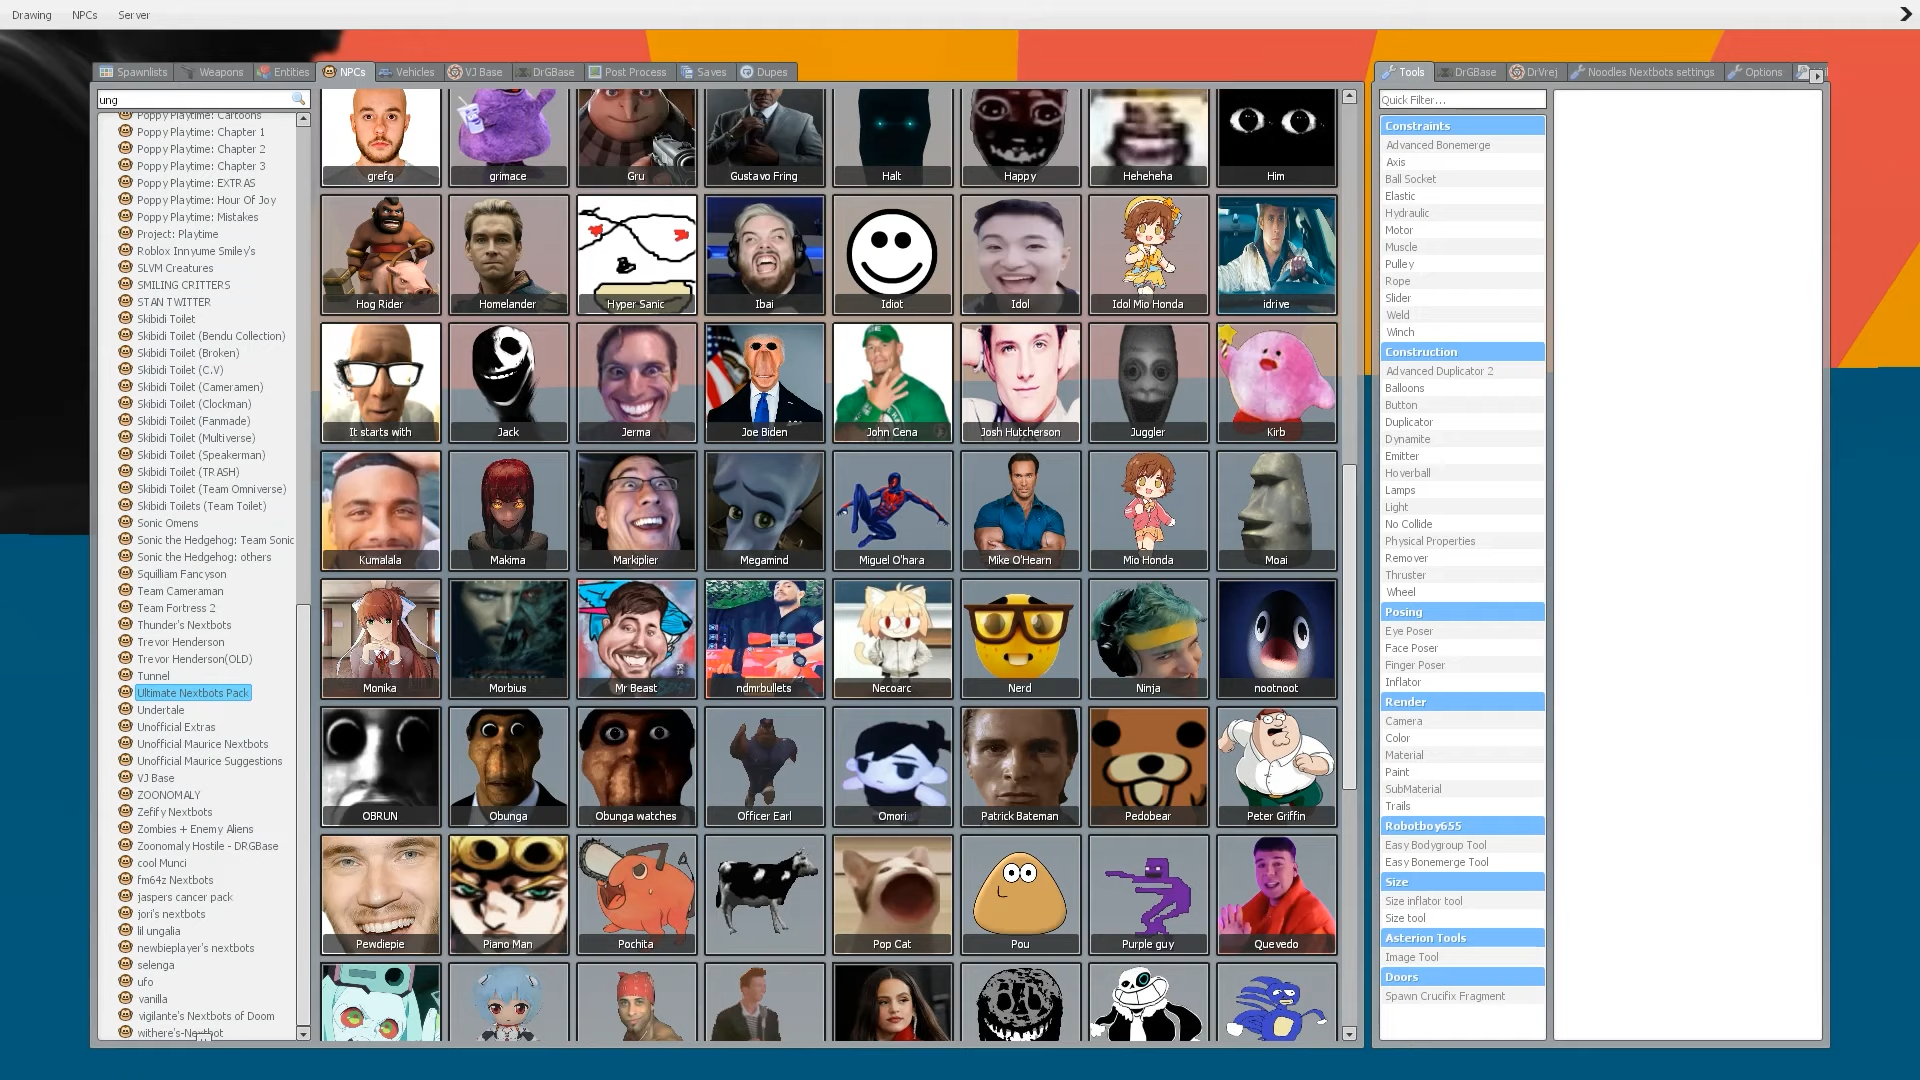 Drawing NPCs Server
Spawnlists Weapons Entities NPCs Vehicles VJ Base DrGBase Post Process Saves Dupes
ung
Poppy Playtime: Cartoons
Poppy Playtime: Chapter 1
Poppy Playtime: Chapter 2
Poppy Playtime: Chapter 3
Poppy Playtime: EXTRAS
Poppy Playtime: Hour Of Joy
Poppy Playtime: Mistakes
Project: Playtime
Roblox Innyume Smiley's
SLVM Creatures
SMILING CRITTERS
STAN TWITTER
Skibidi Toilet
Skibidi Toilet (Bendu Collection)
Skibidi Toilet (Broken)
Skibidi Toilet (C.V)
Skibidi Toilet (Cameramen)
Skibidi Toilet (Clockman)
Skibidi Toilet (Fanmade)
Skibidi Toilet (Multiverse)
Skibidi Toilet (Speakerman)
Skibidi Toilet (TRASH)
Skibidi Toilet (Team Omniverse)
Skibidi Toilets (Team Toilet)
Sonic Omens
Sonic the Hedgehog: Team Sonic
Sonic the Hedgehog: others
Squilliam Fancyson
Team Cameraman
Team Fortress 2
Thunder's Nextbots
Trevor Henderson
Trevor Henderson(OLD)
Tunnel
Ultimate Nextbots Pack
Undertale
Unofficial Extras
Unofficial Maurice Nextbots
Unofficial Maurice Suggestions
VJ Base
ZOONOMALY
Zefify Nextbots
Zombies + Enemy Aliens
Zoonomaly Hostile - DRGBase
cool Munci
fm64z Nextbots
jaspers cancer pack
jori's nextbots
lil ungalia
newbieplayer's nextbots
selenga
ufo
vanilla
vigilante's Nextbots of Doom
withere's-Nextbot
grefg grimace Gru Gustavo Fring Halt Happy Heheheha Him
Hog Rider Homelander Hyper Sanic Ibai Idiot Idol Idol Mio Honda idrive
It starts with Jack Jerma Joe Biden John Cena Josh Hutcherson Juggler Kirb
Kumalala Makima Markiplier Megamind Miguel O'hara Mike O'Hearn Mio Honda Moai
Monika Morbius Mr Beast ndmrbullets Necoarc Nerd Ninja nootnoot
OBRUN Obunga Obunga watches Officer Earl Omori Patrick Bateman Pedobear Peter Griffin
Pewdiepie Piano Man Pochita Pop Cat Pou Purple guy Quevedo
Tools DrGBase DrVrej Noodles Nextbots settings Options
Quick Filter...
Constraints
Advanced Bonemerge
Axis
Ball Socket
Elastic
Hydraulic
Motor
Muscle
Pulley
Rope
Slider
Weld
Winch
Construction
Advanced Duplicator 2
Balloons
Button
Duplicator
Dynamite
Emitter
Hoverball
Lamps
Light
No Collide
Physical Properties
Remover
Thruster
Wheel
Posing
Eye Poser
Face Poser
Finger Poser
Inflator
Render
Camera
Color
Material
Paint
SubMaterial
Trails
Robotboy655
Easy Bodygroup Tool
Easy Bonemerge Tool
Size
Size inflator tool
Size tool
Asterion Tools
Image Tool
Doors
Spawn Crucifix Fragment